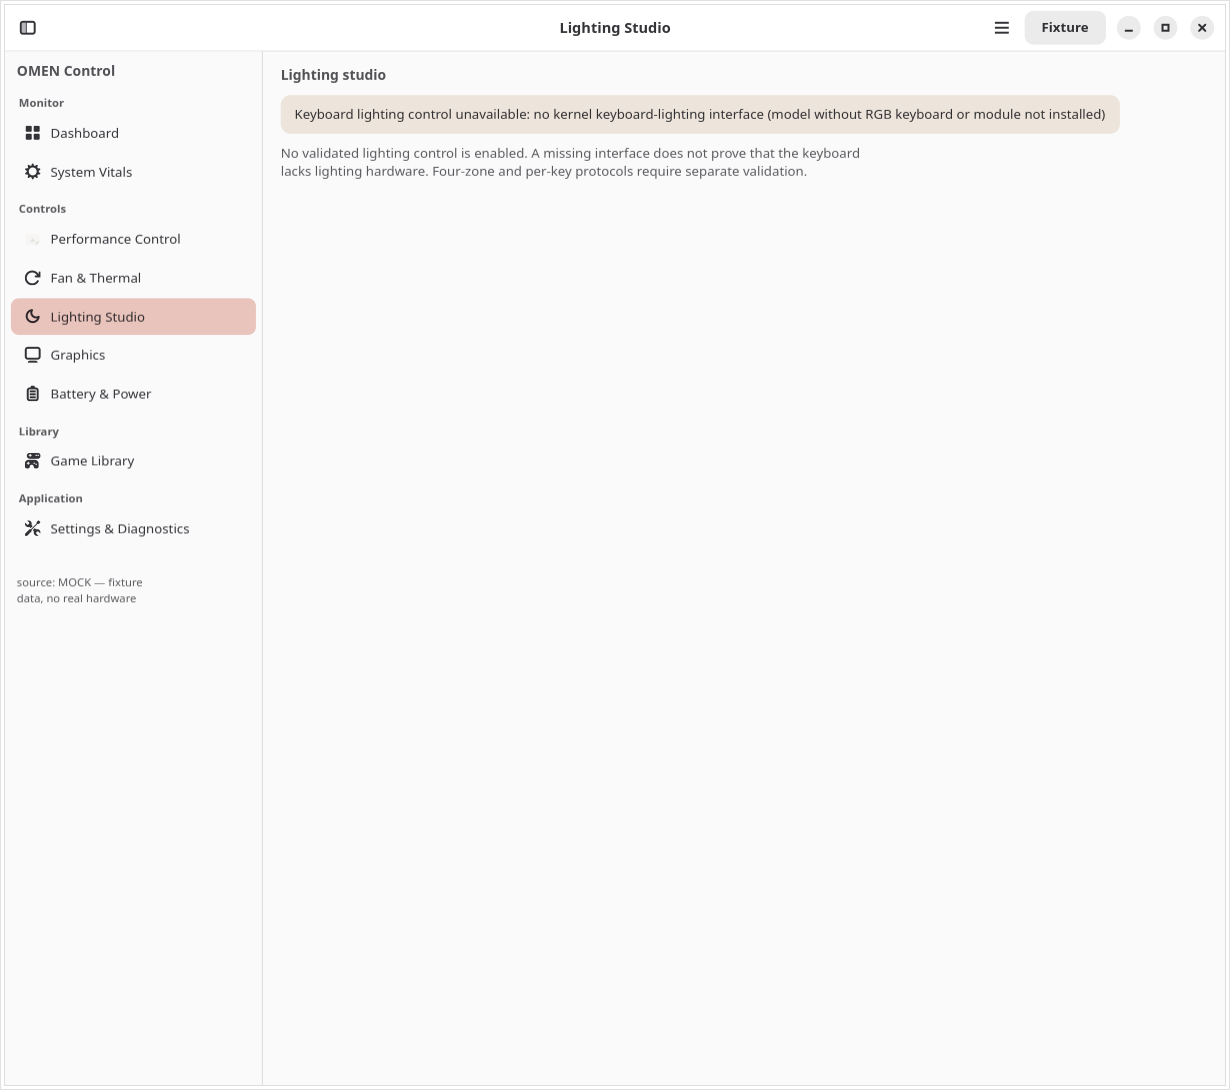 Lighting Studio
Fixture
OMEN Control
Monitor
Dashboard
System Vitals
Controls
Performance Control
Fan & Thermal
Lighting Studio
Graphics
Battery & Power
Library
Game Library
Application
Settings & Diagnostics
source: MOCK — fixture
data, no real hardware
Lighting studio
Keyboard lighting control unavailable: no kernel keyboard-lighting interface (model without RGB keyboard or module not installed)
No validated lighting control is enabled. A missing interface does not prove that the keyboard
lacks lighting hardware. Four-zone and per-key protocols require separate validation.